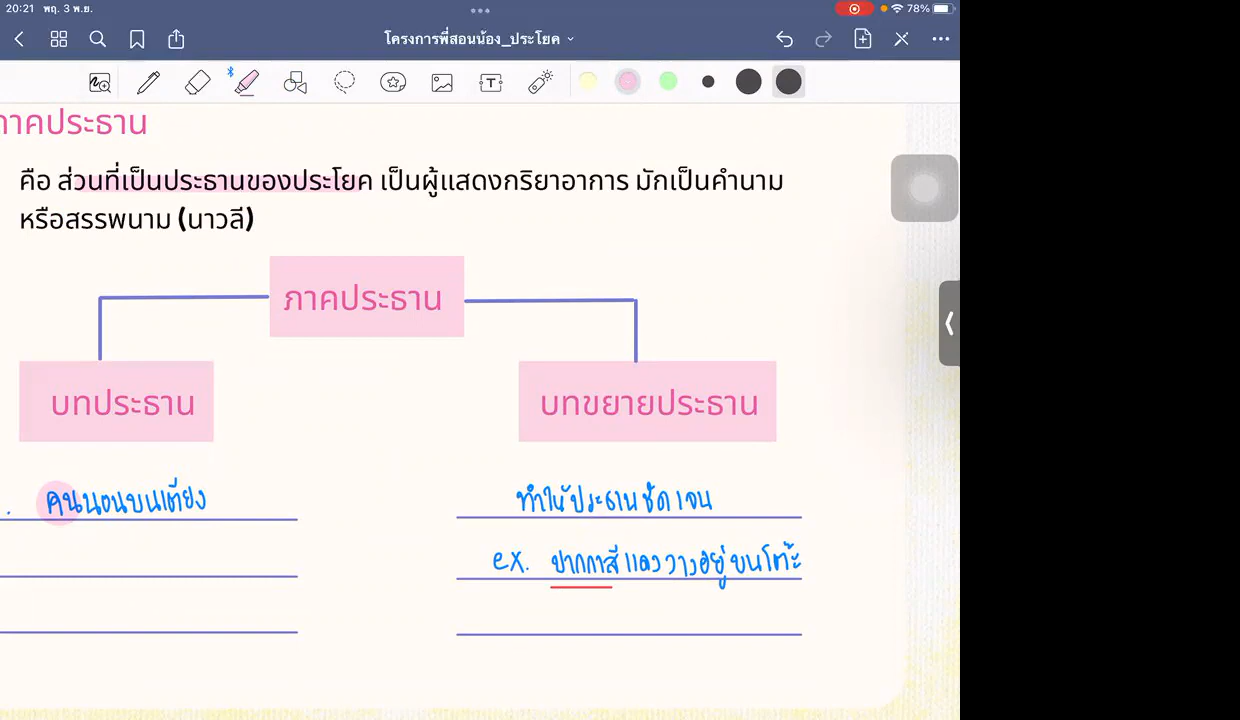 20:21 พฤ. 3 พ.ย.
78%
โครงการพี่สอนน้อง_ประโยค
ภาคประธาน
คือ ส่วนที่เป็นประธานของประโยค เป็นผู้แสดงกริยาอาการ มักเป็นคำนาม
หรือสรรพนาม (นาวลี)
ภาคประธาน
บทประธาน
บทขยายประธาน
คนนอนบนเตียง
ทำให้ประธานชัดเจน
ex. ปากกาสีแดงวางอยู่บนโต๊ะ